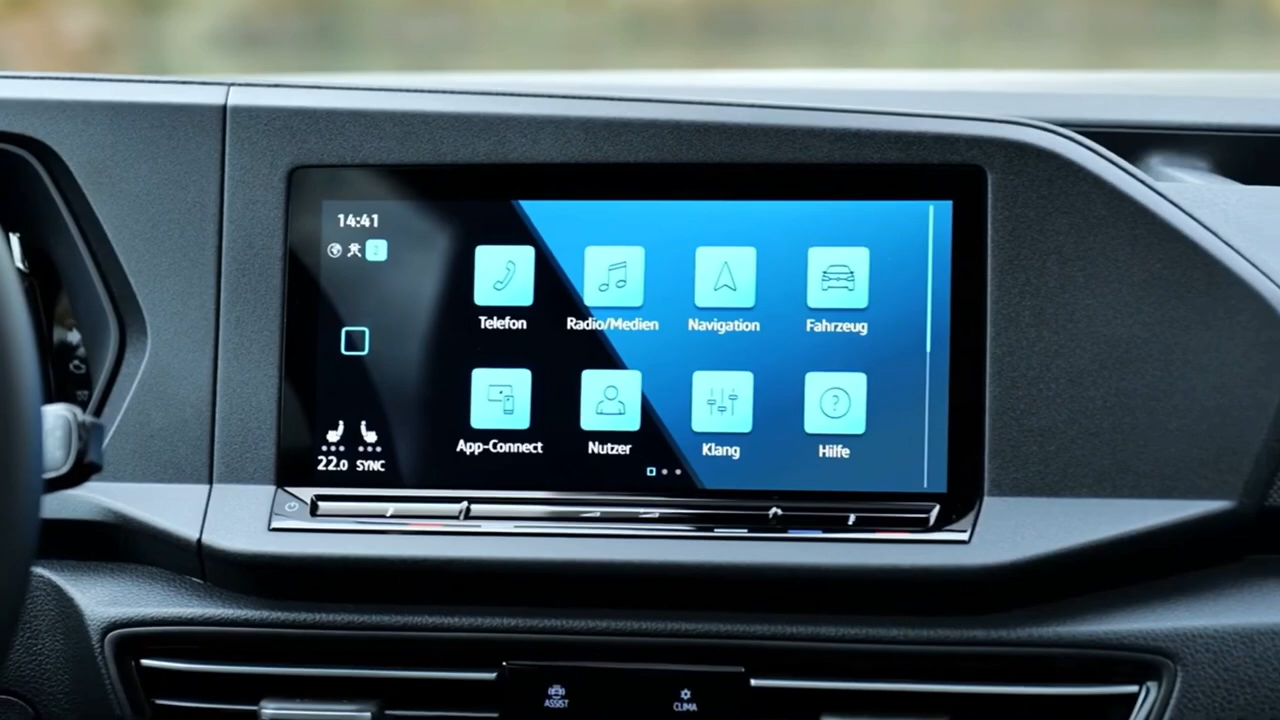 14:41
Telefon
Radio/Medien
Navigation
Fahrzeug
App-Connect
Nutzer
Klang
Hilfe
22.0 SYNC
ASSIST
CLIMA